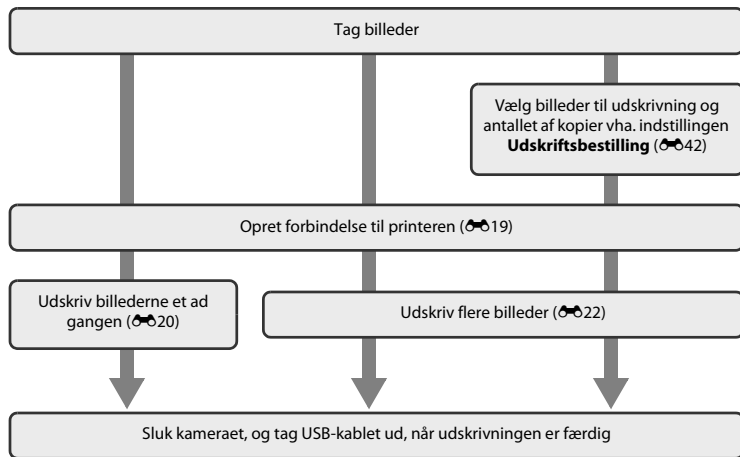 Tag billeder
Vælg billeder til udskrivning og
antallet af kopier vha. indstillingen
Udskriftsbestilling (42)
Opret forbindelse til printeren (19)
Udskriv billederne et ad
gangen (20)
Udskriv flere billeder (22)
Sluk kameraet, og tag USB-kablet ud, når udskrivningen er færdig